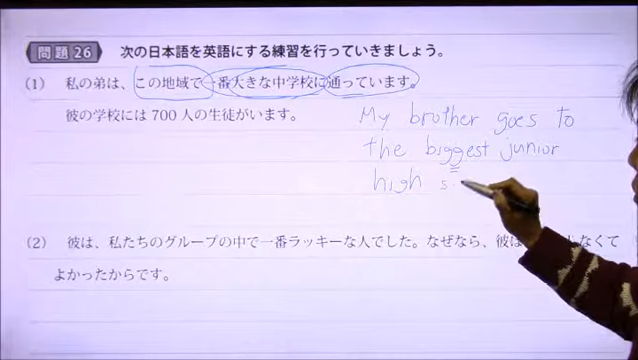 問題26 次の日本語を英語にする練習を行っていきましょう。
(1) 私の弟は、この地域で一番大きな中学校に通っています。
彼の学校には700人の生徒がいます。
My brother goes to
the biggest junior
high s
(2) 彼は、私たちのグループの中で一番ラッキーな人でした。なぜなら、彼は なくて
よかったからです。